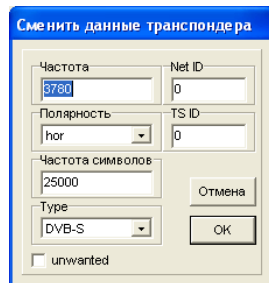 Сменить данные транспондера
Частота
3780
Net ID
0
Полярность
hor
TS ID
0
Частота символов
25000
Отмена
Type
DVB-S
OK
unwanted